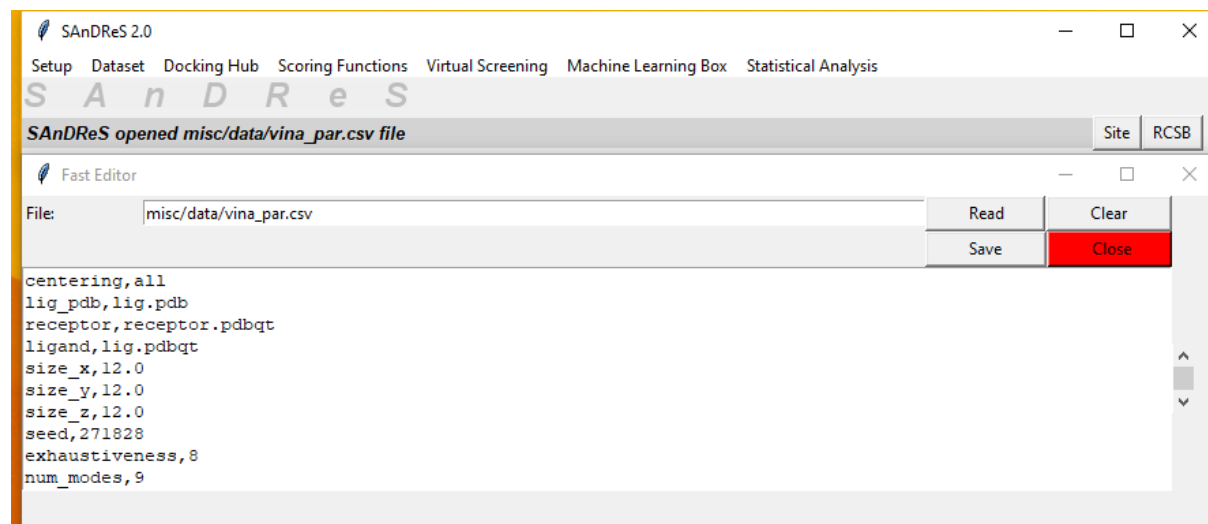 SAnDReS 2.0
Setup Dataset Docking Hub Scoring Functions Virtual Screening Machine Learning Box Statistical Analysis
S A n D R e S
SAnDReS opened misc/data/vina_par.csv file Site RCSB
Fast Editor
File: misc/data/vina_par.csv Read Clear
Save Close
centering,all
lig_pdb,lig.pdb
receptor,receptor.pdbqt
ligand,lig.pdbqt
size_x,12.0
size_y,12.0
size_z,12.0
seed,271828
exhaustiveness,8
num_modes,9